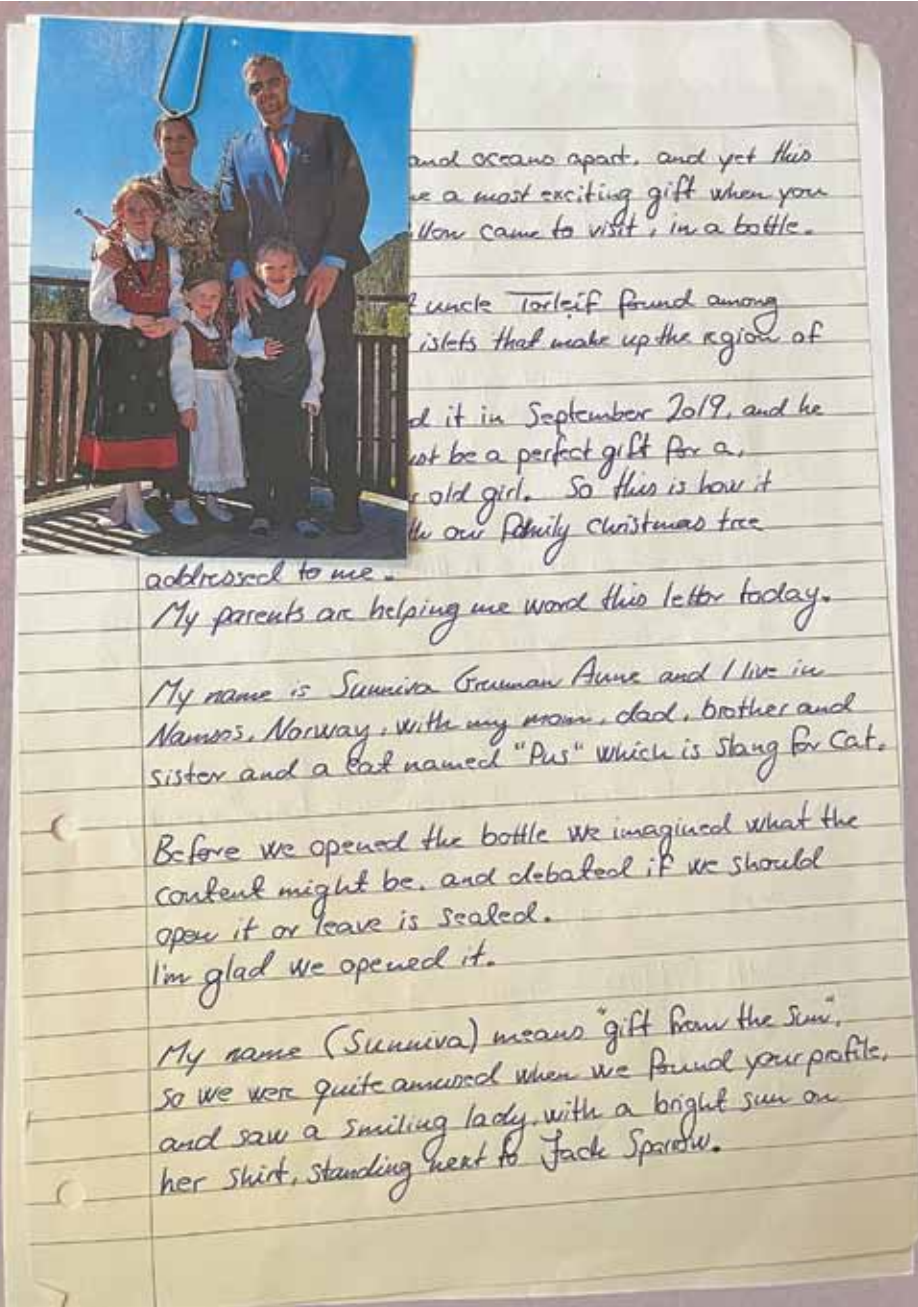 and oceans apart, and yet this
a most exciting gift when you
came to visit, in a bottle.
uncle Torleif found among
islets that make up the region of
it in September 2019, and he
be a perfect gift for a,
old girl. So this is how it
our family christmas tree
addressed to me.
My parents are helping me word this letter today.
My name is Sunniva Gruman Aune and I live in
Namsos, Norway, with my mom, dad, brother and
sister and a cat named "Pus" which is slang for Cat.
Before we opened the bottle we imagined what the
content might be, and debated if we should
open it or leave is sealed.
I'm glad we opened it.
My name (Sunniva) means "gift from the sun",
so we were quite amused when we found your profile,
and saw a smiling lady, with a bright sun on
her shirt, standing next to Jack Sparrow.